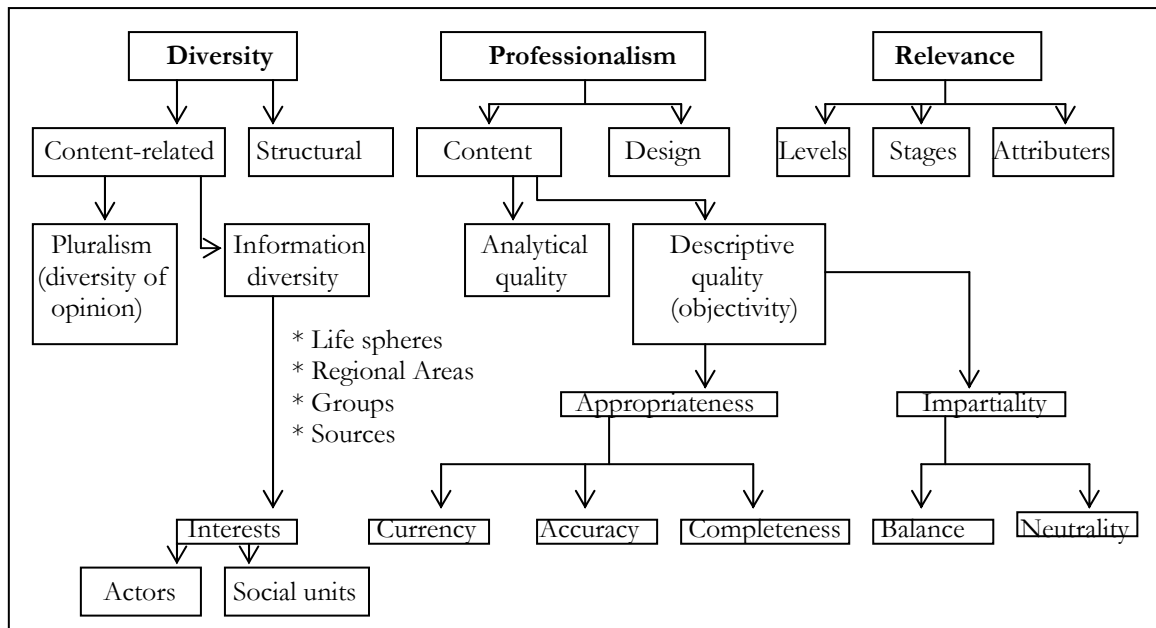 Diversity
Professionalism
Relevance
Content-related
Structural
Content
Design
Levels
Stages
Attributers
Pluralism
(diversity of
opinion)
Information
diversity
Analytical
quality
Descriptive
quality
(objectivity)
* Life spheres
* Regional Areas
* Groups
* Sources
Appropriateness
Impartiality
Interests
Currency
Accuracy
Completeness
Balance
Neutrality
Actors
Social units